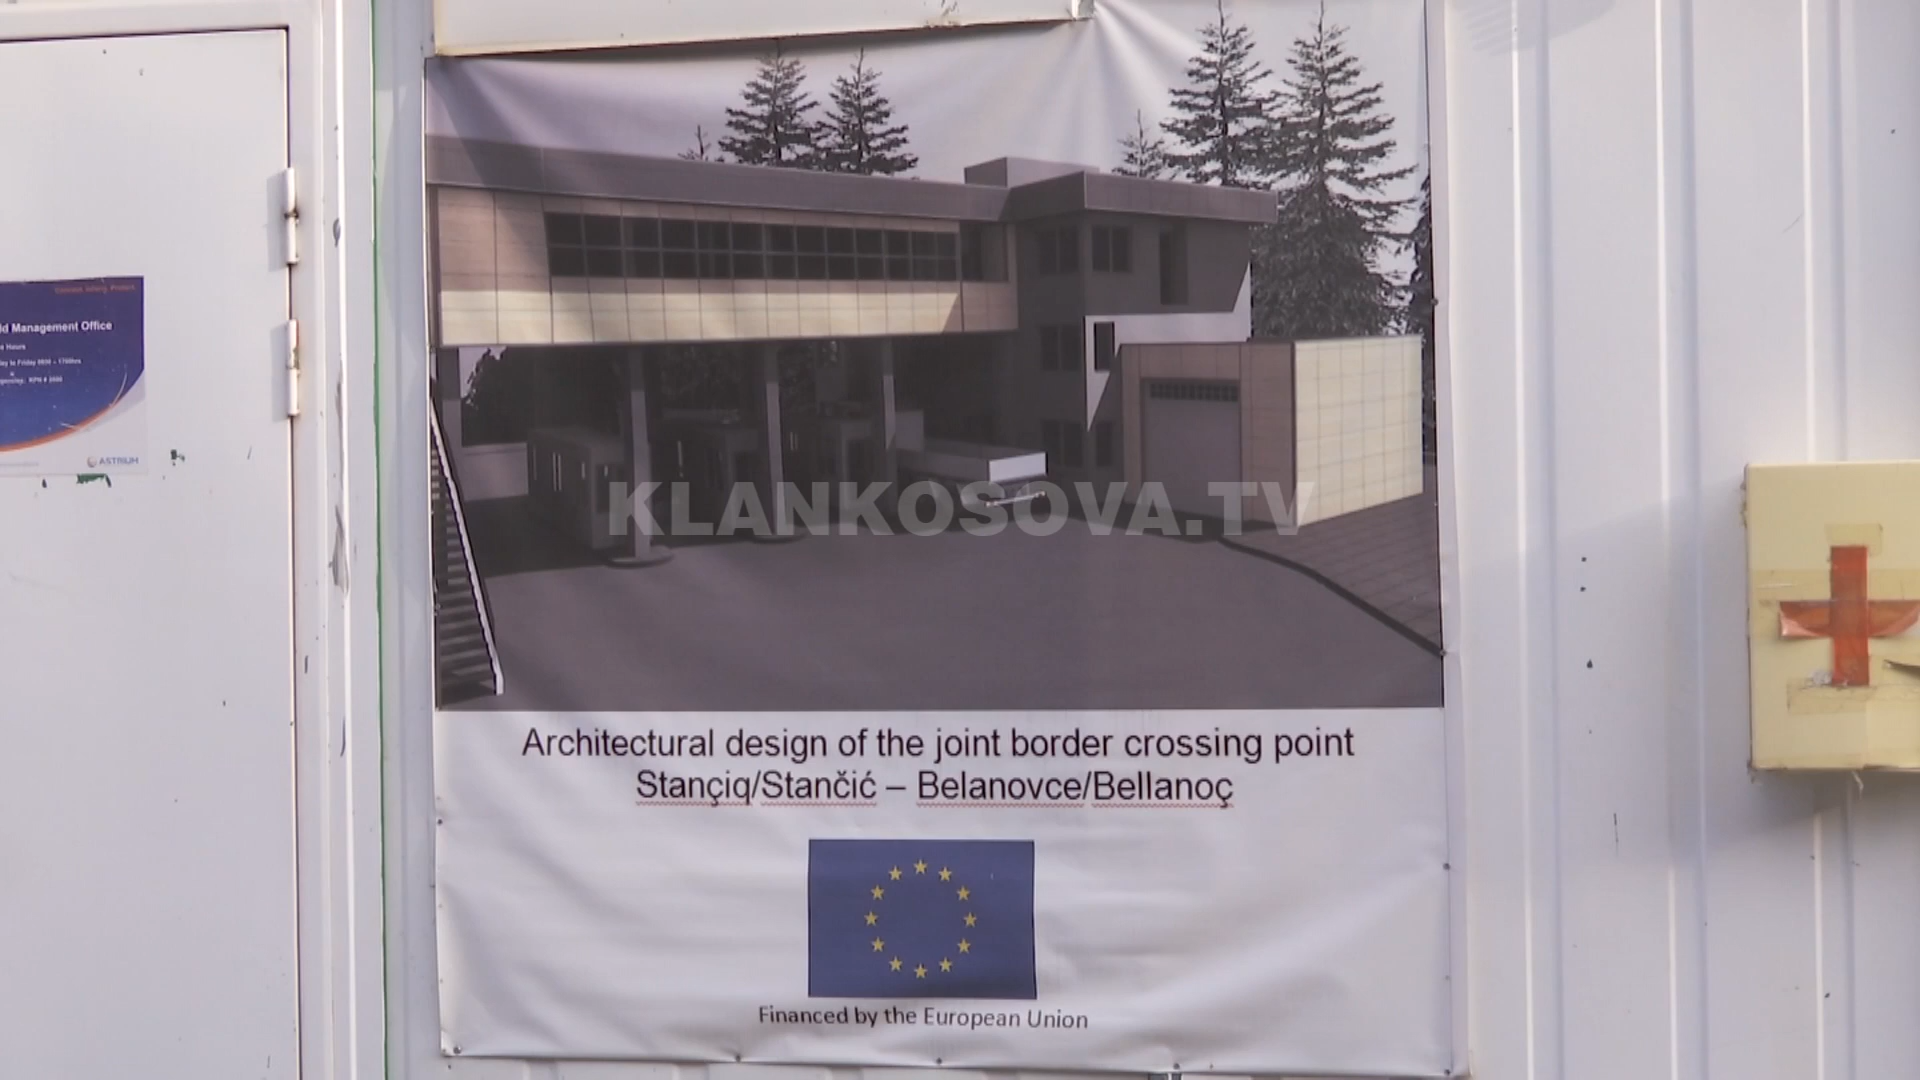 ld Management Office
ASTRIUM
KLANKOSOVA.TV
Architectural design of the joint border crossing point
Stançiq/Stančić – Belanovce/Bellanoç
Financed by the European Union